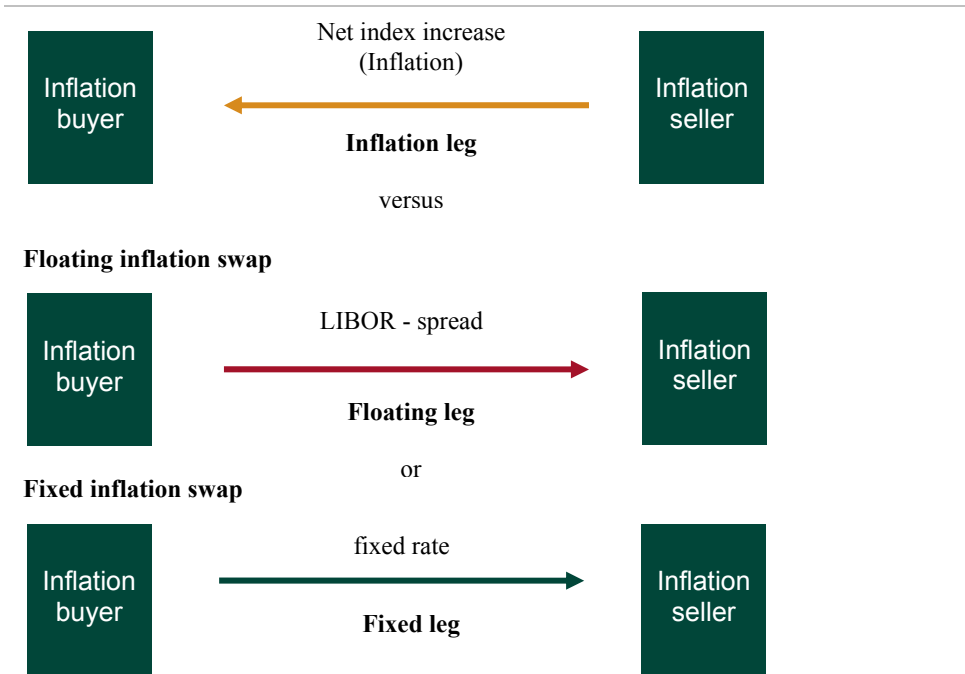 Net index increase
(Inflation)
Inflation
buyer
Inflation
seller
Inflation leg
versus
Floating inflation swap
LIBOR - spread
Inflation
buyer
Inflation
seller
Floating leg
or
Fixed inflation swap
fixed rate
Inflation
buyer
Inflation
seller
Fixed leg